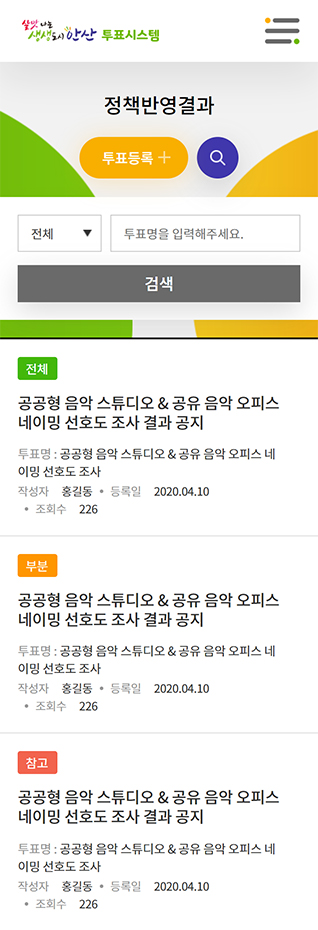 살맛 나는
생생도시 안산 투표시스템
정책반영결과
투표등록 +
전체 ▼ 투표명을 입력해주세요.
검색
전체
공공형 음악 스튜디오 & 공유 음악 오피스
네이밍 선호도 조사 결과 공지
투표명 : 공공형 음악 스튜디오 & 공유 음악 오피스 네
이밍 선호도 조사
작성자 홍길동 • 등록일 2020.04.10
• 조회수 226
부분
공공형 음악 스튜디오 & 공유 음악 오피스
네이밍 선호도 조사 결과 공지
투표명 : 공공형 음악 스튜디오 & 공유 음악 오피스 네
이밍 선호도 조사
작성자 홍길동 • 등록일 2020.04.10
• 조회수 226
참고
공공형 음악 스튜디오 & 공유 음악 오피스
네이밍 선호도 조사 결과 공지
투표명 : 공공형 음악 스튜디오 & 공유 음악 오피스 네
이밍 선호도 조사
작성자 홍길동 • 등록일 2020.04.10
• 조회수 226